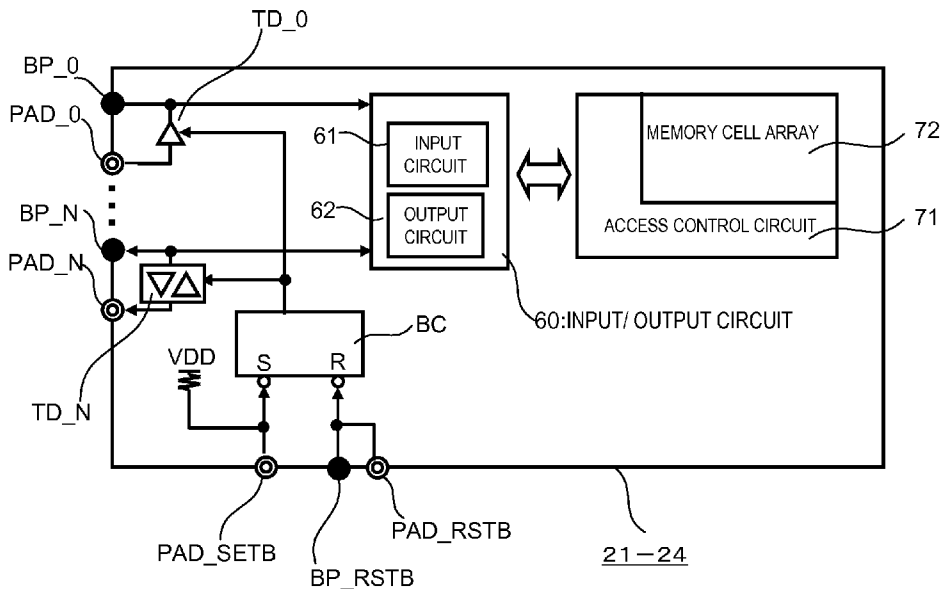 TD_0
BP_0
PAD_0
BP_N
PAD_N
TD_N
61
INPUT
CIRCUIT
62
OUTPUT
CIRCUIT
MEMORY CELL ARRAY
72
ACCESS CONTROL CIRCUIT
71
60:INPUT/ OUTPUT CIRCUIT
BC
S
R
VDD
PAD_SETB
BP_RSTB
PAD_RSTB
21-24